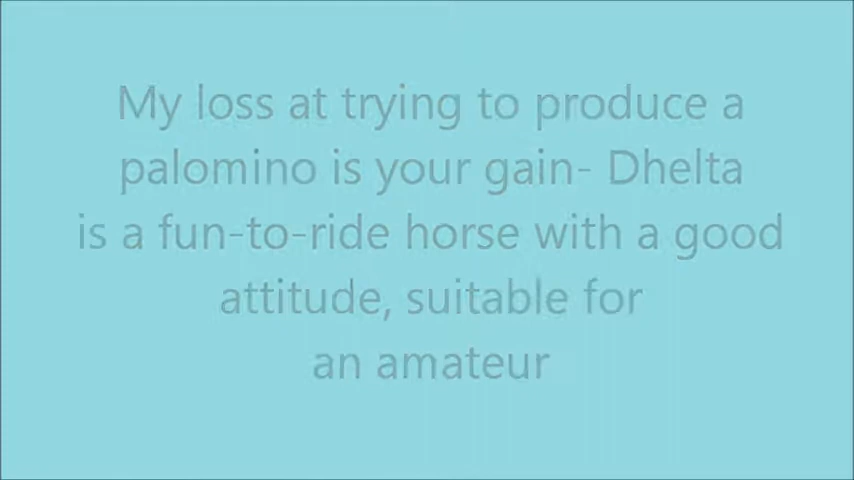 My loss at trying to produce a
palomino is your gain- Dhelta
is a fun-to-ride horse with a good
attitude, suitable for
an amateur